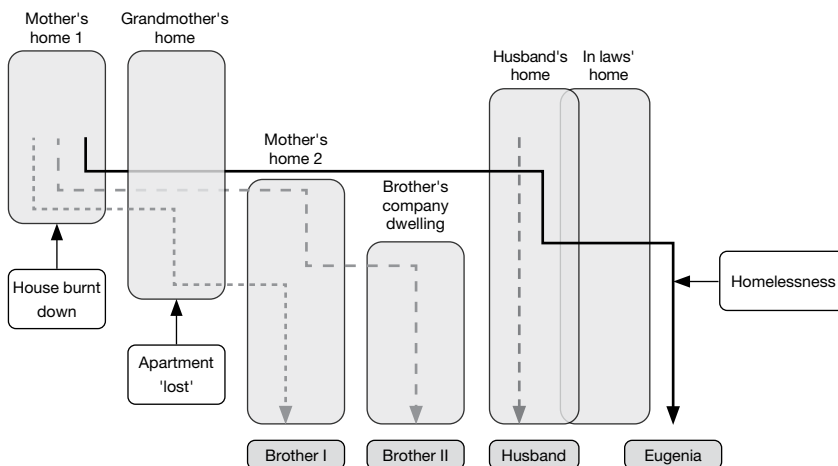 Mother's
home 1
Grandmother's
home
Husband's
home
In laws'
home
Mother's
home 2
Brother's
company
dwelling
House burnt
down
Homelessness
Apartment
'lost'
Brother I
Brother II
Husband
Eugenia